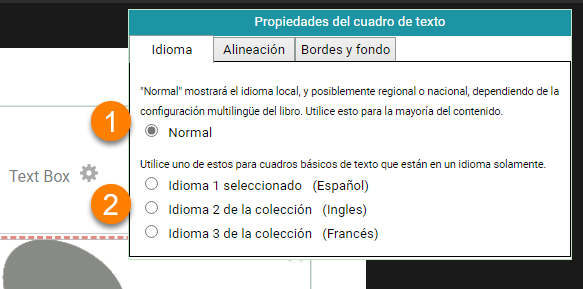 Propiedades del cuadro de texto
Idioma
Alineación
Bordes y fondo
"Normal" mostrará el idioma local, y posiblemente regional o nacional, dependiendo de la
configuración multilingüe del libro. Utilice esto para la mayoría del contenido.
1
Normal
Utilice uno de estos para cuadros básicos de texto que están en un idioma solamente.
Text Box
2
Idioma 1 seleccionado (Español)
Idioma 2 de la colección (Ingles)
Idioma 3 de la colección (Francés)